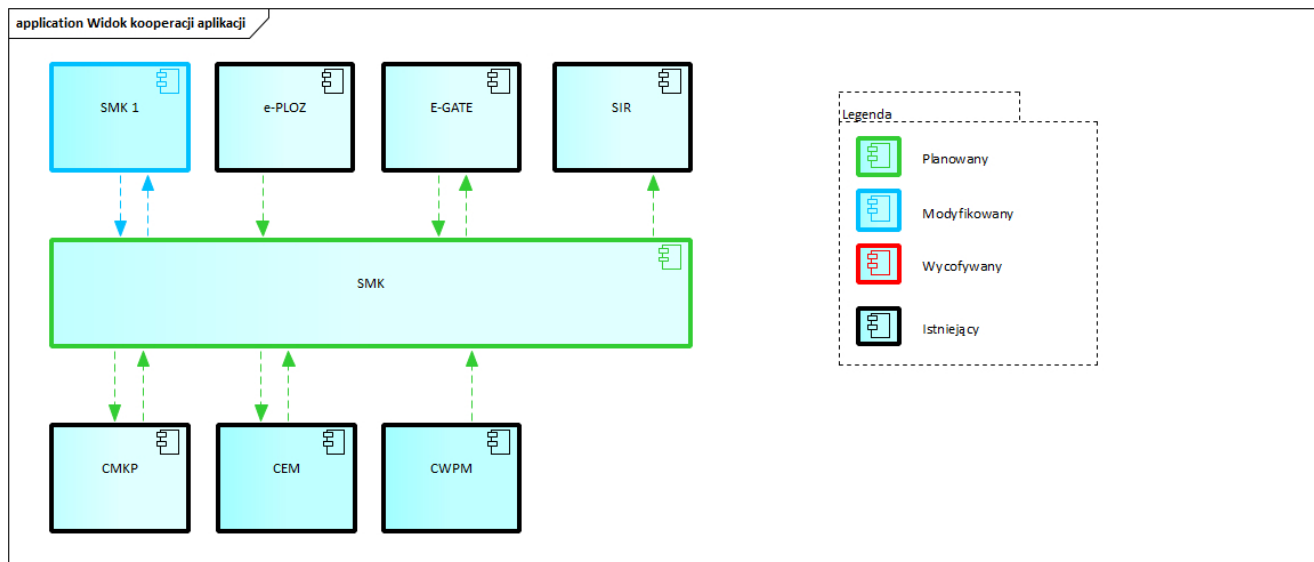 application Widok kooperacji aplikacji
SMK 1
e-PLOZ
E-GATE
SIR
SMK
CMKP
CEM
CWPM
Legenda
Planowany
Modyfikowany
Wycofywany
Istniejący